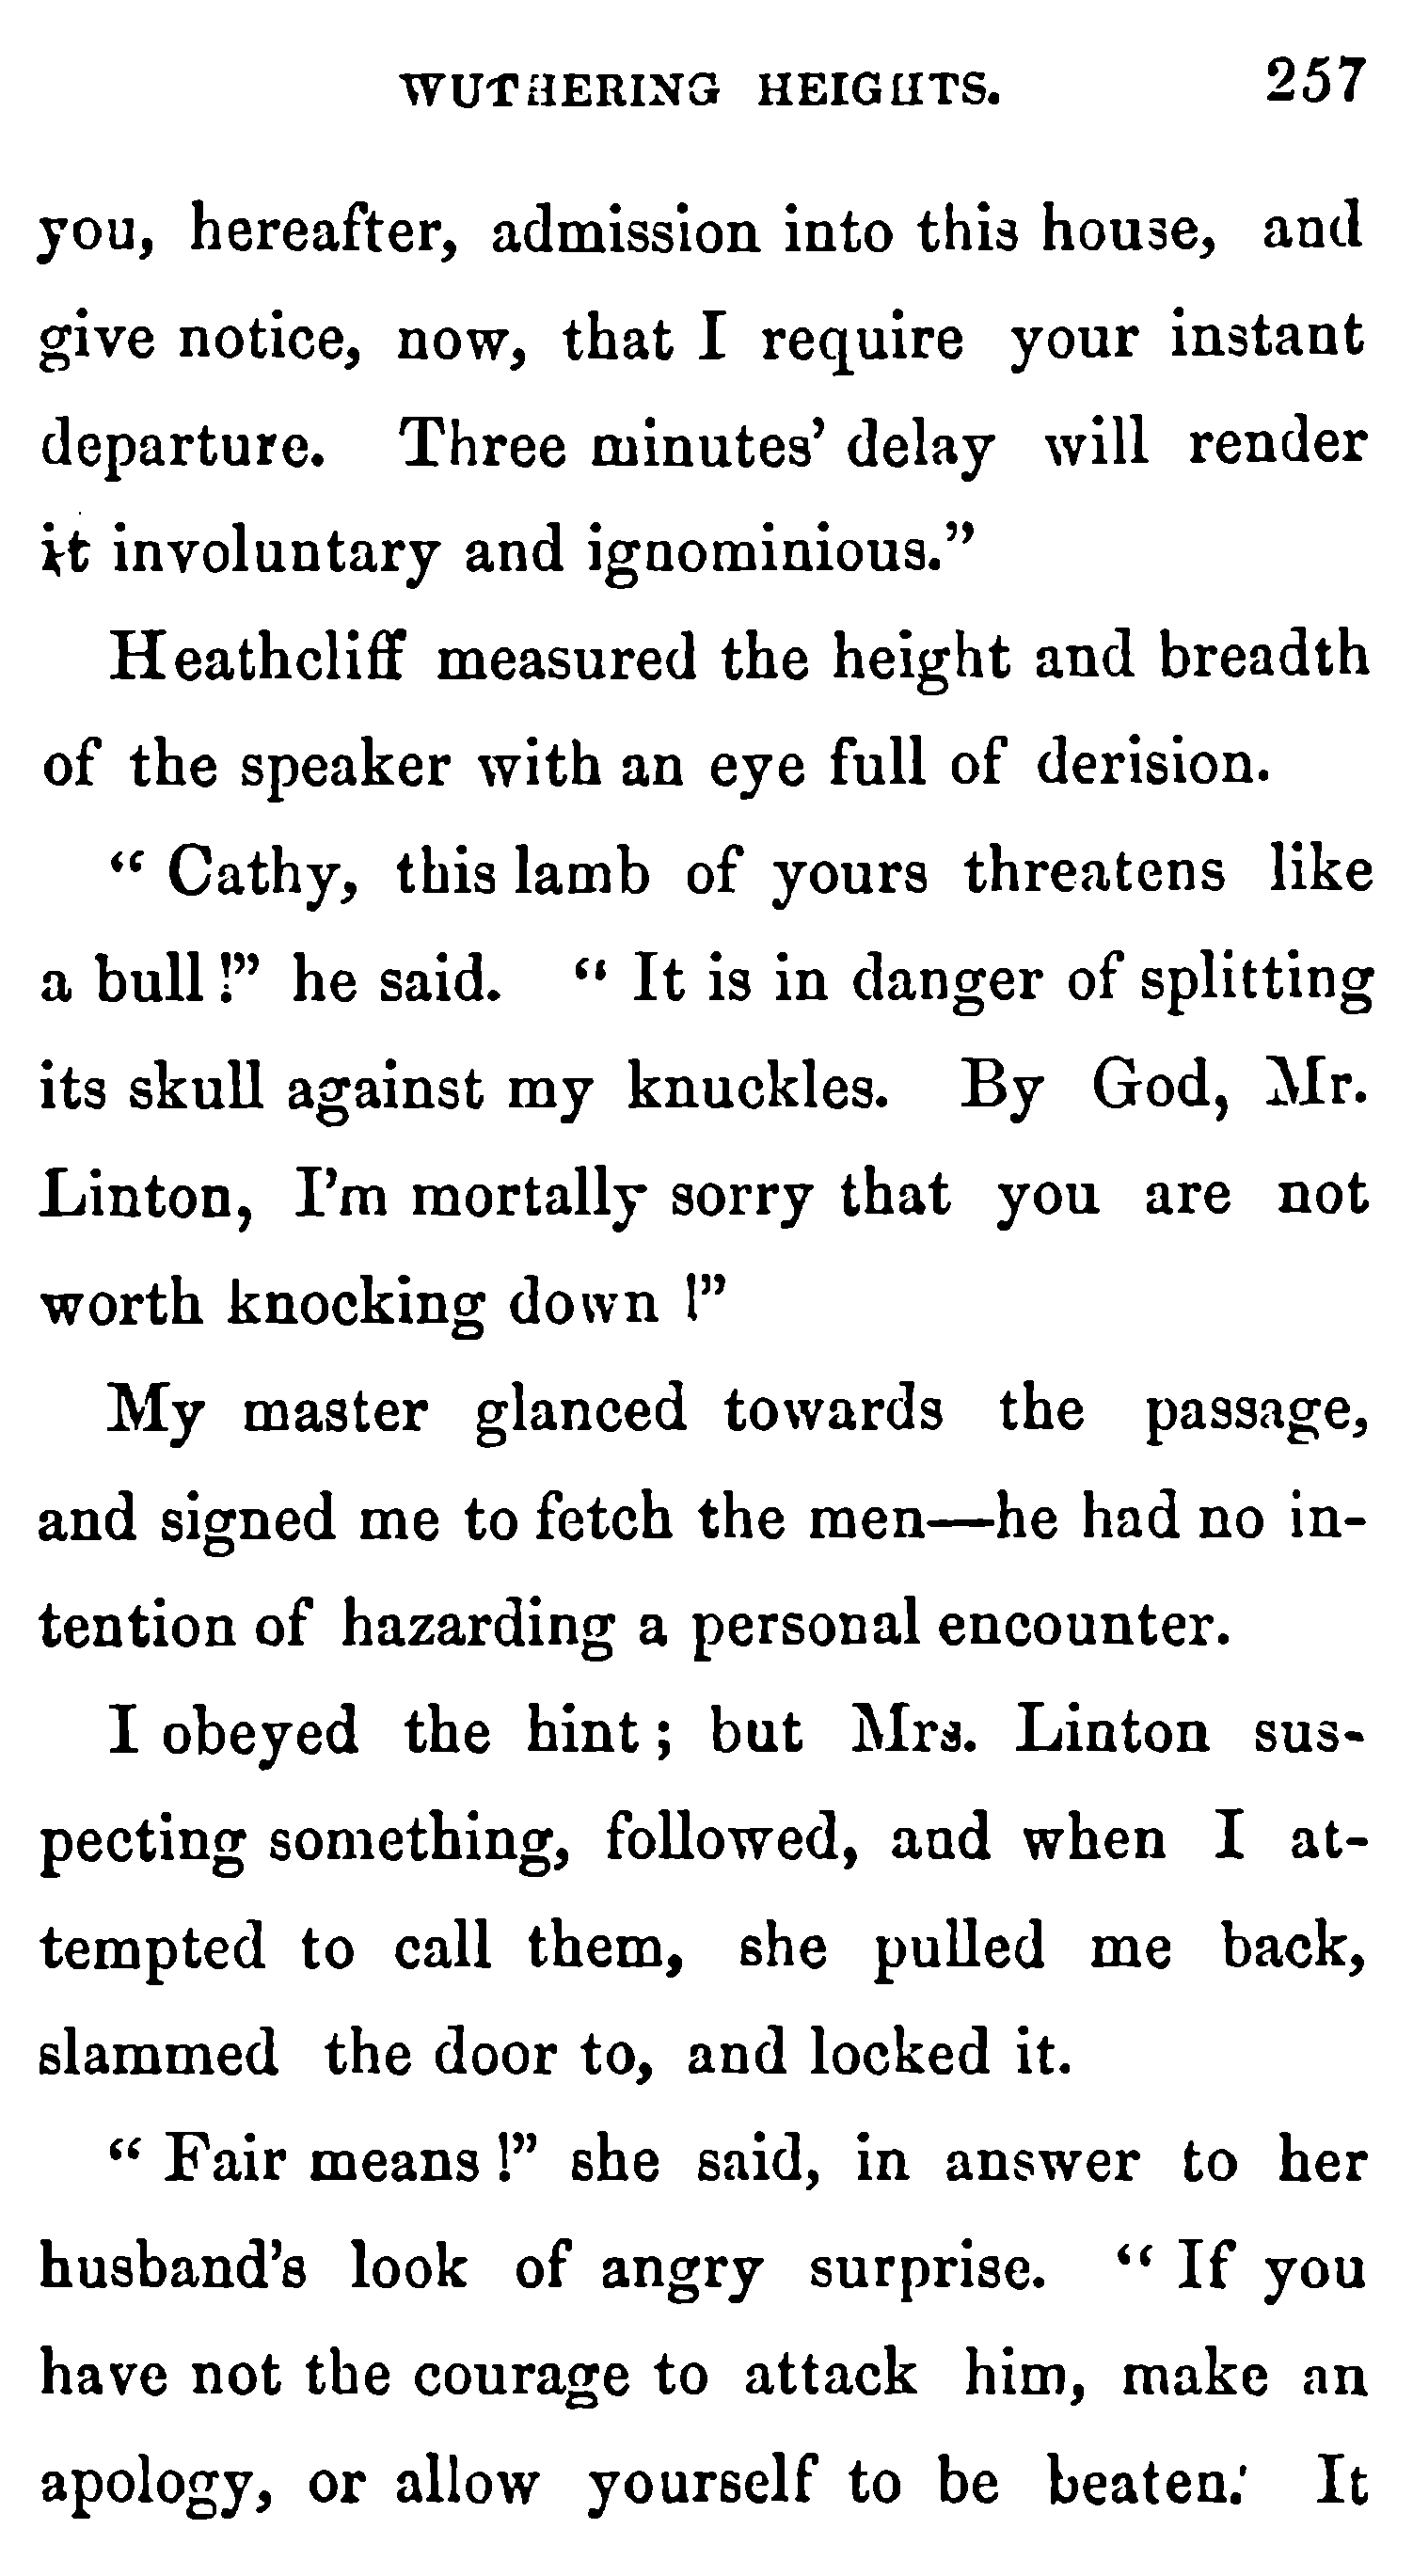 WUTHERING HEIGHTS. 257
you, hereafter, admission into this house, and
give notice, now, that I require your instant
departure. Three minutes' delay will render
it involuntary and ignominious."
Heathcliff measured the height and breadth
of the speaker with an eye full of derision.
"Cathy, this lamb of yours threatens like
a bull!" he said. "It is in danger of splitting
its skull against my knuckles. By God, Mr.
Linton, I'm mortally sorry that you are not
worth knocking down!"
My master glanced towards the passage,
and signed me to fetch the men—he had no in-
tention of hazarding a personal encounter.
I obeyed the hint; but Mrs. Linton sus-
pecting something, followed, and when I at-
tempted to call them, she pulled me back,
slammed the door to, and locked it.
"Fair means!" she said, in answer to her
husband's look of angry surprise. "If you
have not the courage to attack him, make an
apology, or allow yourself to be beaten. It